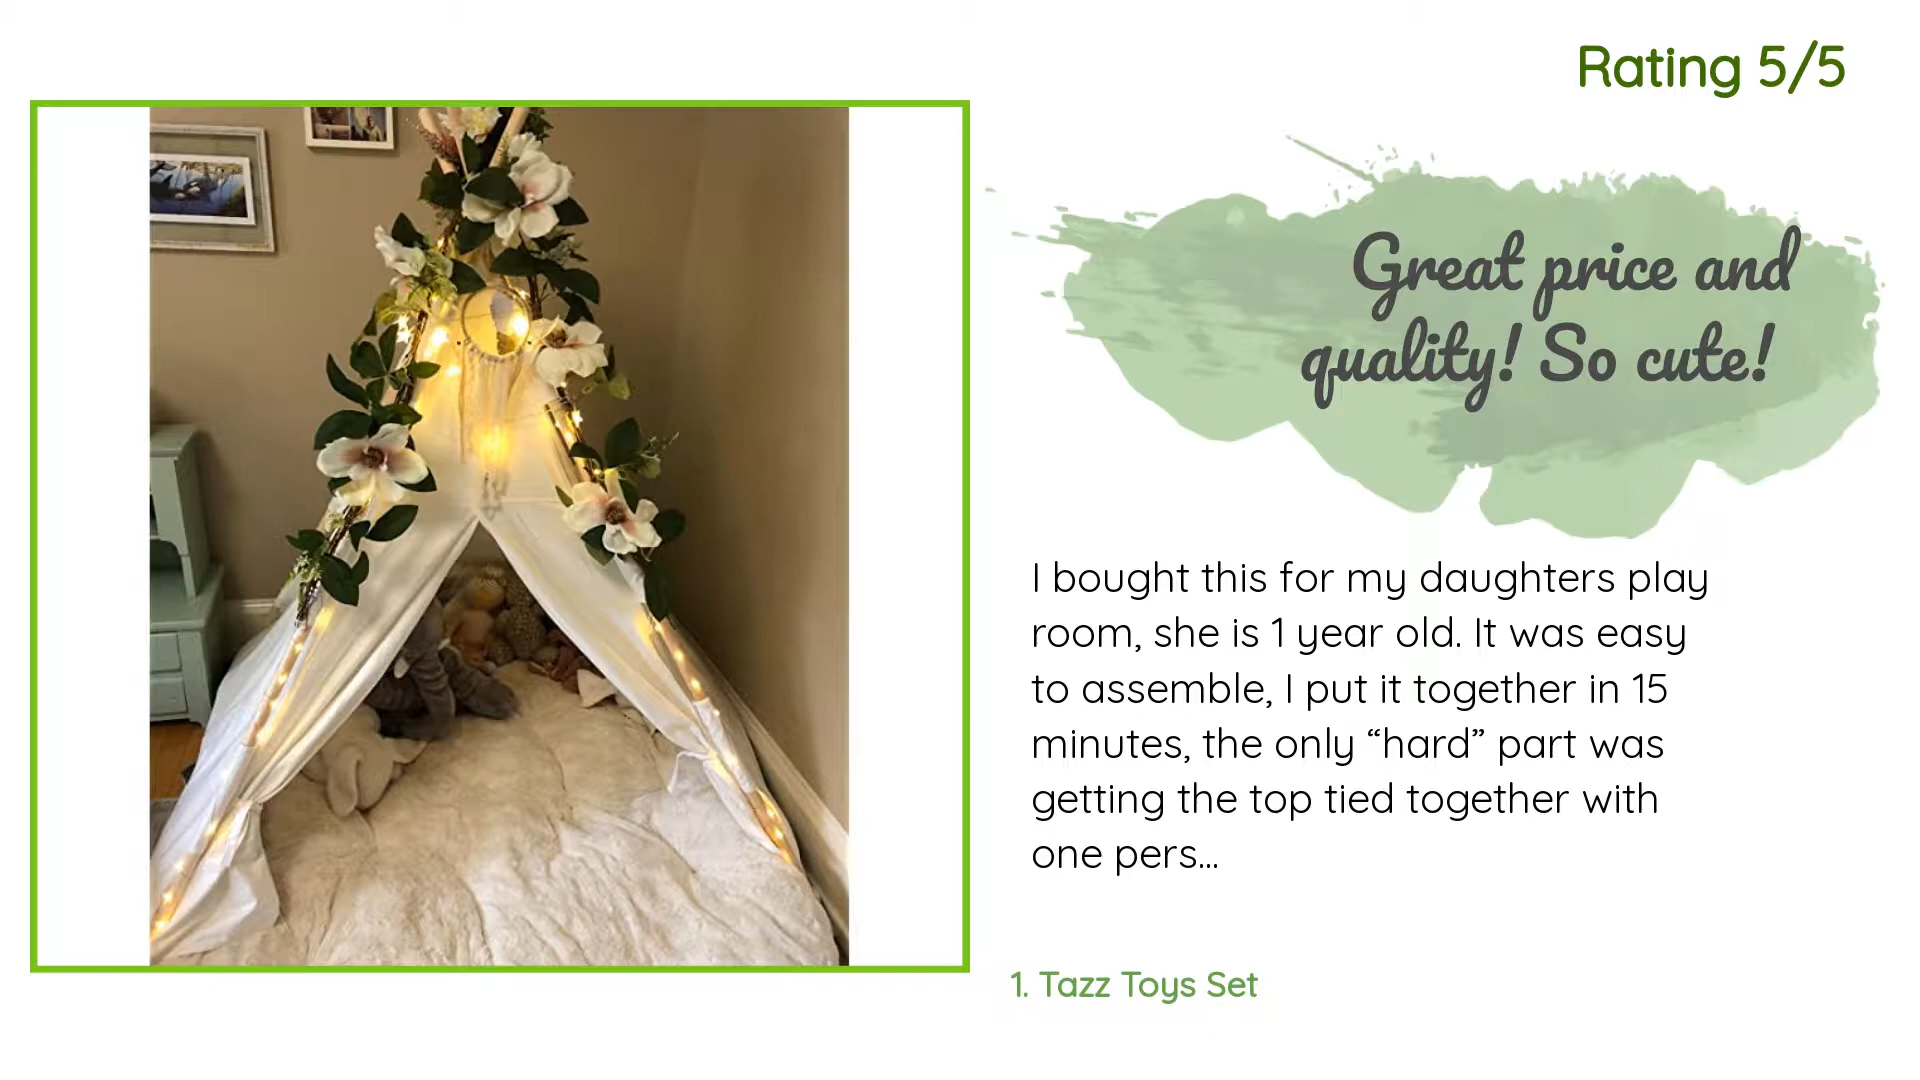 Rating 5/5
Great price and
quality! So cute!
I bought this for my daughters play
room, she is 1 year old. It was easy
to assemble, I put it together in 15
minutes, the only “hard” part was
getting the top tied together with
one pers...
1. Tazz Toys Set